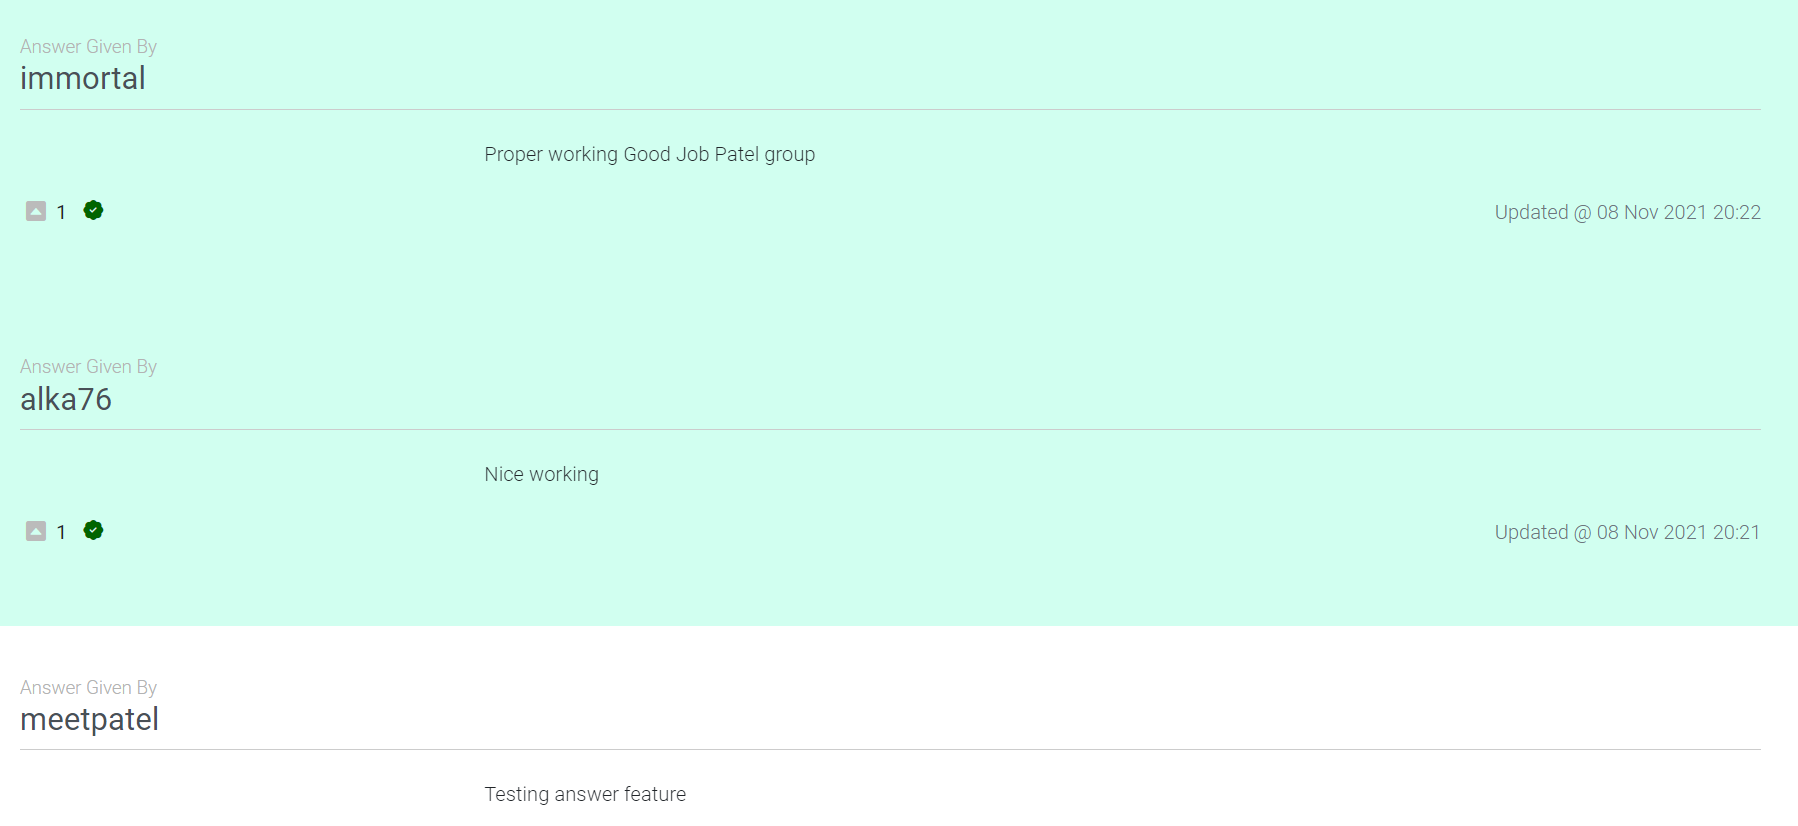 Answer Given By
immortal
Proper working Good Job Patel group
1
Updated @ 08 Nov 2021 20:22
Answer Given By
alka76
Nice working
1
Updated @ 08 Nov 2021 20:21
Answer Given By
meetpatel
Testing answer feature